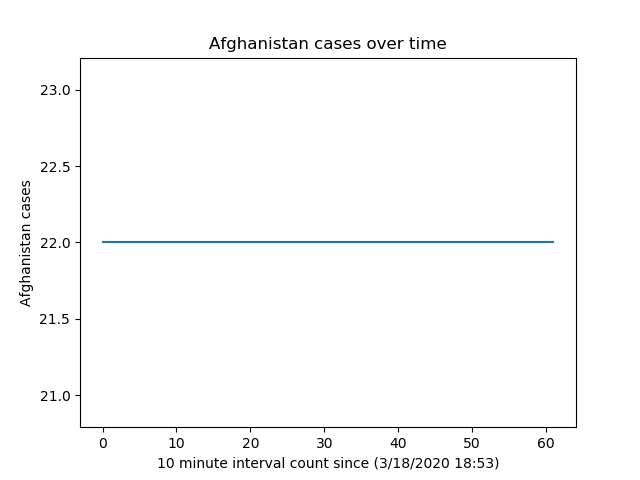 Afghanistan cases over time
23.0
22.5
22.0
21.5
21.0
Afghanistan cases
0 10 20 30 40 50 60
10 minute interval count since (3/18/2020 18:53)